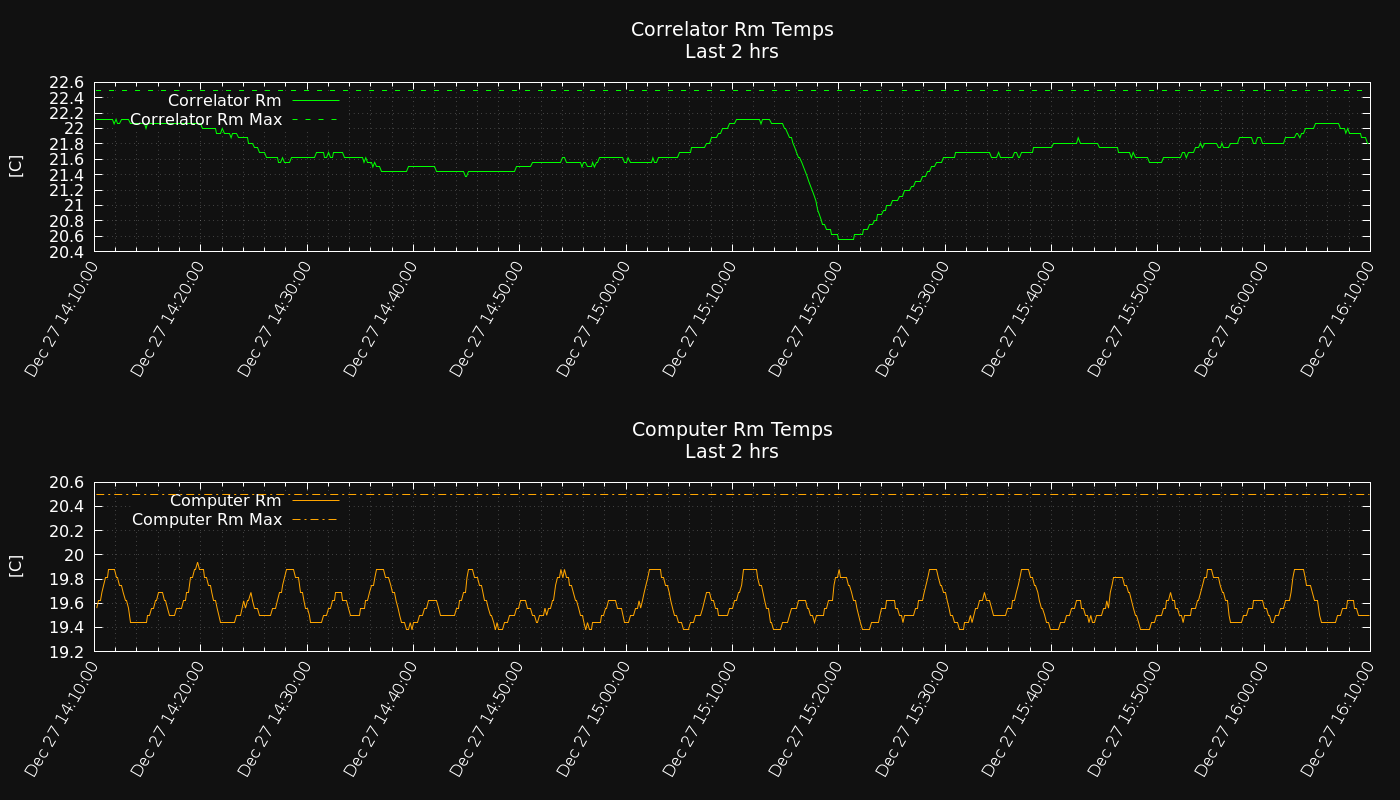 Correlator Rm Temps
Last 2 hrs
[C]
22.6
22.4
22.2
22
21.8
21.6
21.4
21.2
21
20.8
20.6
20.4
Correlator Rm
Correlator Rm Max
Dec 27 14:10:00
Dec 27 14:20:00
Dec 27 14:30:00
Dec 27 14:40:00
Dec 27 14:50:00
Dec 27 15:00:00
Dec 27 15:10:00
Dec 27 15:20:00
Dec 27 15:30:00
Dec 27 15:40:00
Dec 27 15:50:00
Dec 27 16:00:00
Dec 27 16:10:00
Computer Rm Temps
Last 2 hrs
[C]
20.6
20.4
20.2
20
19.8
19.6
19.4
19.2
Computer Rm
Computer Rm Max
Dec 27 14:10:00
Dec 27 14:20:00
Dec 27 14:30:00
Dec 27 14:40:00
Dec 27 14:50:00
Dec 27 15:00:00
Dec 27 15:10:00
Dec 27 15:20:00
Dec 27 15:30:00
Dec 27 15:40:00
Dec 27 15:50:00
Dec 27 16:00:00
Dec 27 16:10:00